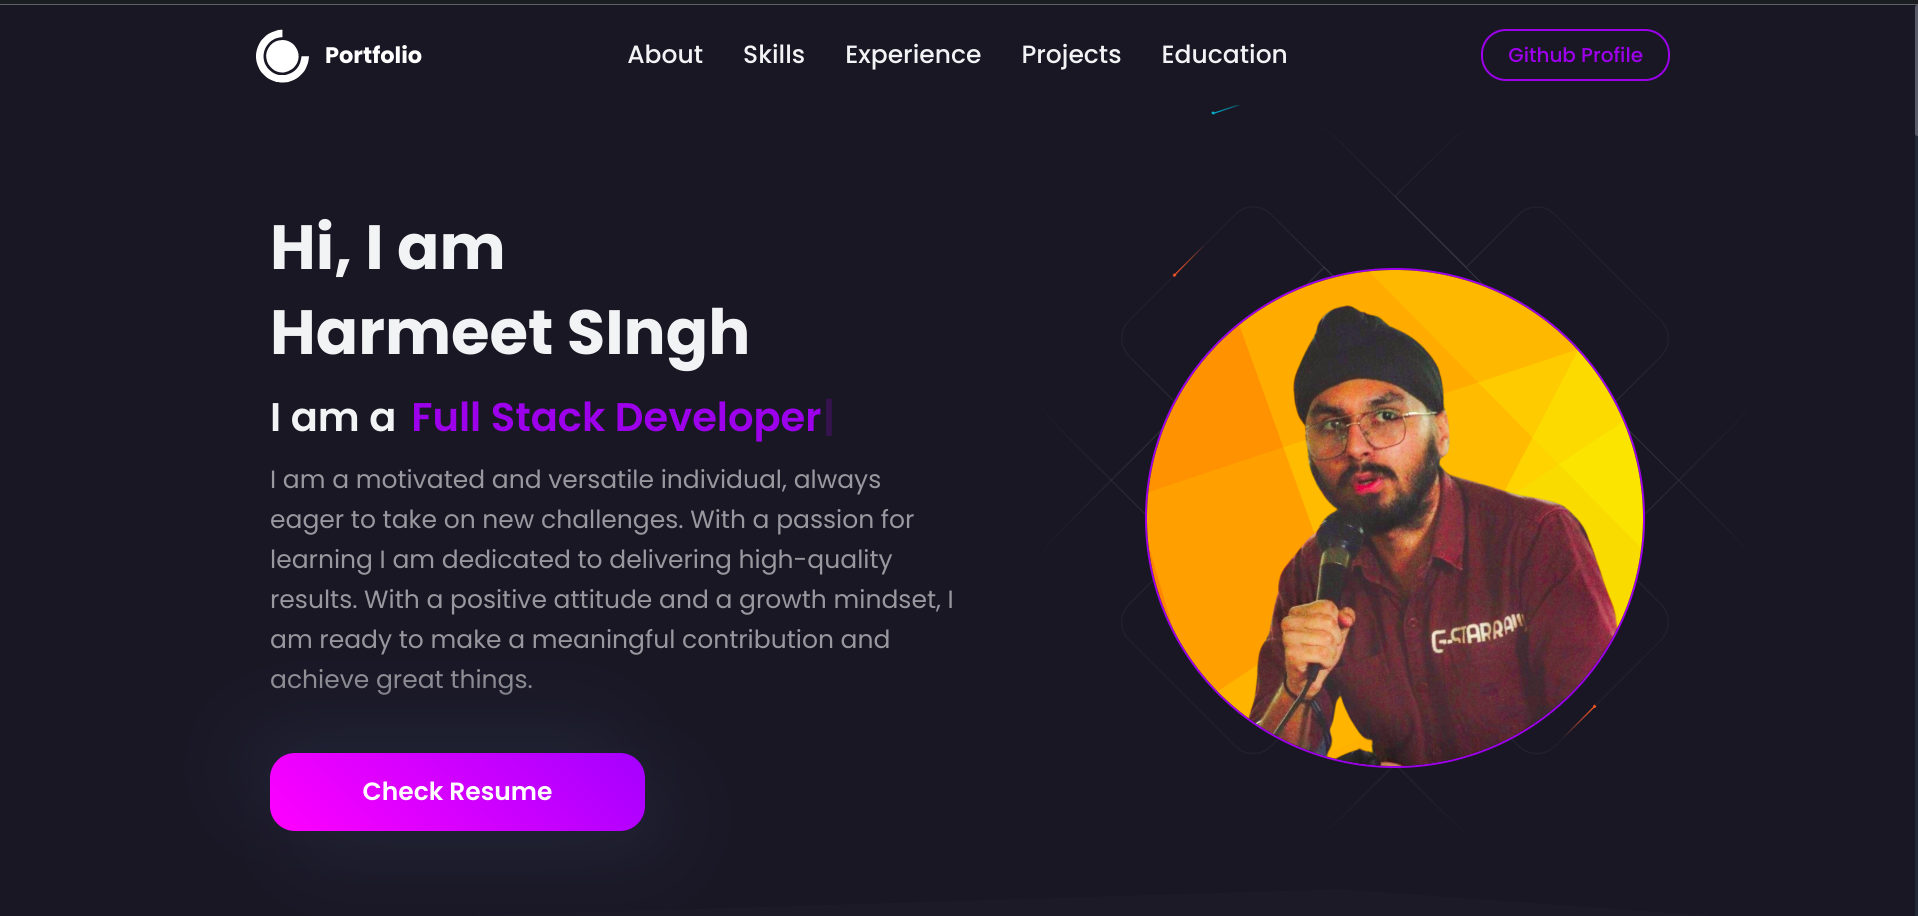 Portfolio
About Skills Experience Projects Education
Github Profile
Hi, I am
Harmeet SIngh
I am a Full Stack Developer
I am a motivated and versatile individual, always
eager to take on new challenges. With a passion for
learning I am dedicated to delivering high-quality
results. With a positive attitude and a growth mindset, I
am ready to make a meaningful contribution and
achieve great things.
Check Resume
G-STAR RAW